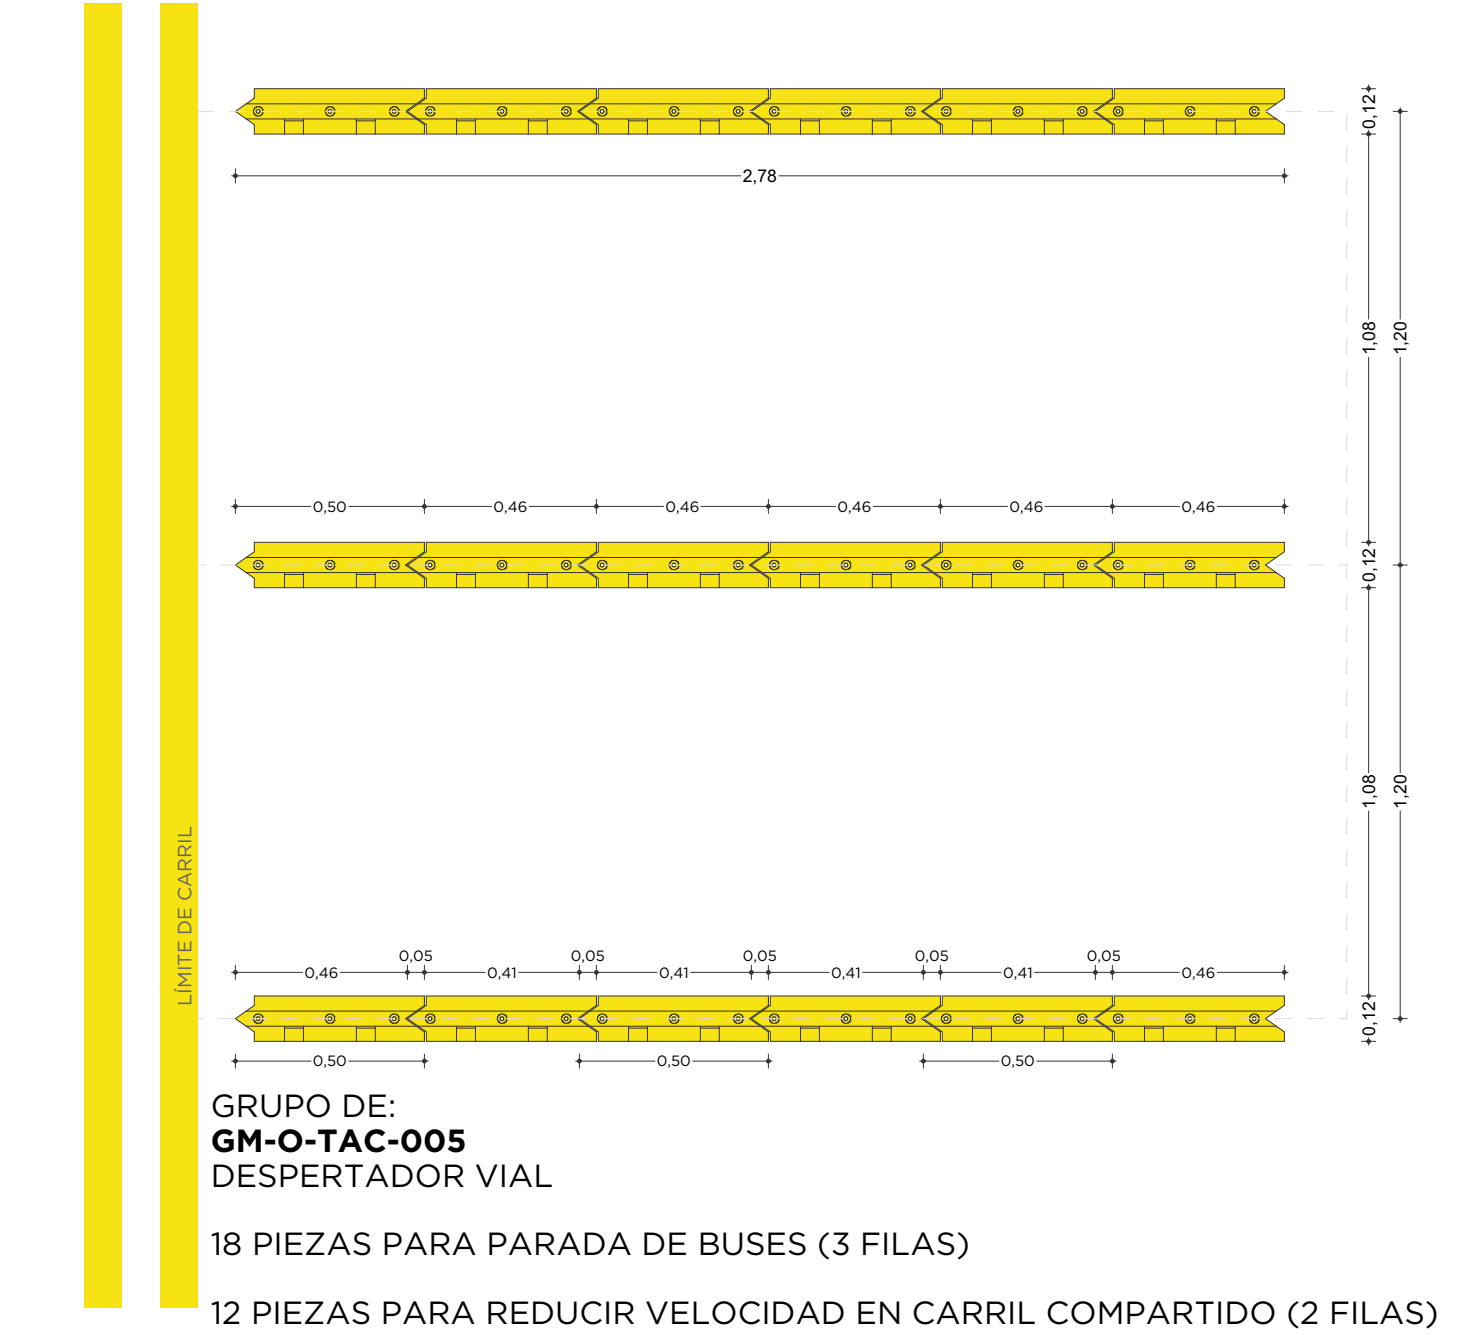 0,12
2,78
1,08
1,20
0,50 0,46 0,46 0,46 0,46 0,46
0,12
1,08
1,20
LÍMITE DE CARRIL
0,05 0,05 0,05 0,05 0,05
0,46 0,41 0,41 0,41 0,41 0,46
0,12
0,50 0,50 0,50
GRUPO DE:
GM-O-TAC-005
DESPERTADOR VIAL
18 PIEZAS PARA PARADA DE BUSES (3 FILAS)
12 PIEZAS PARA REDUCIR VELOCIDAD EN CARRIL COMPARTIDO (2 FILAS)